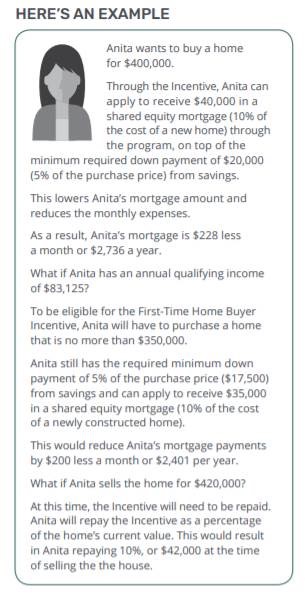 HERE'S AN EXAMPLE
Anita wants to buy a home
for $400,000.
Through the Incentive, Anita can
apply to receive $40,000 in a
shared equity mortgage (10% of
the cost of a new home) through
the program, on top of the
minimum required down payment of $20,000
(5% of the purchase price) from savings.
This lowers Anita's mortgage amount and
reduces the monthly expenses.
As a result, Anita's mortgage is $228 less
a month or $2,736 a year.
What if Anita has an annual qualifying income
of $83,125?
To be eligible for the First-Time Home Buyer
Incentive, Anita will have to purchase a home
that is no more than $350,000.
Anita still has the required minimum down
payment of 5% of the purchase price ($17,500)
from savings and can apply to receive $35,000
in a shared equity mortgage (10% of the cost
of a newly constructed home).
This would reduce Anita's mortgage payments
by $200 less a month or $2,401 per year.
What if Anita sells the home for $420,000?
At this time, the Incentive will need to be repaid.
Anita will repay the Incentive as a percentage
of the home's current value. This would result
in Anita repaying 10%, or $42,000 at the time
of selling the the house.